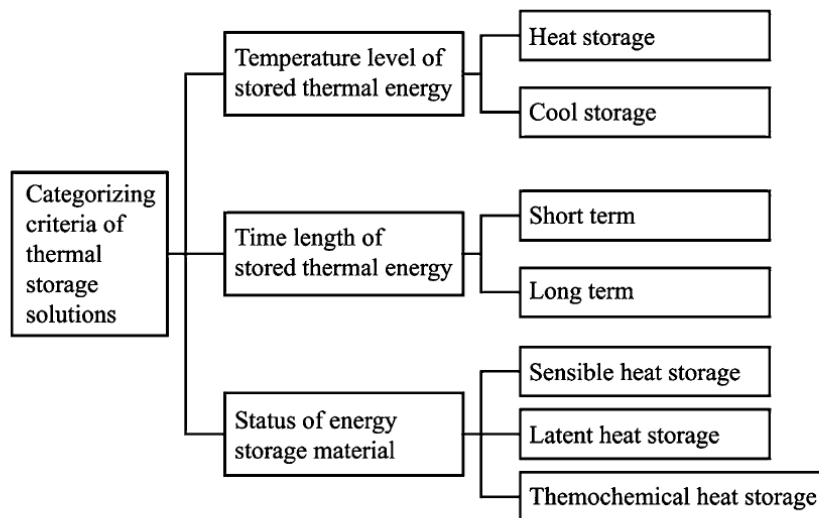 Categorizing
criteria of
thermal
storage
solutions
Temperature level of
stored thermal energy
Heat storage
Cool storage
Time length of
stored thermal energy
Short term
Long term
Status of energy
storage material
Sensible heat storage
Latent heat storage
Themochemical heat storage